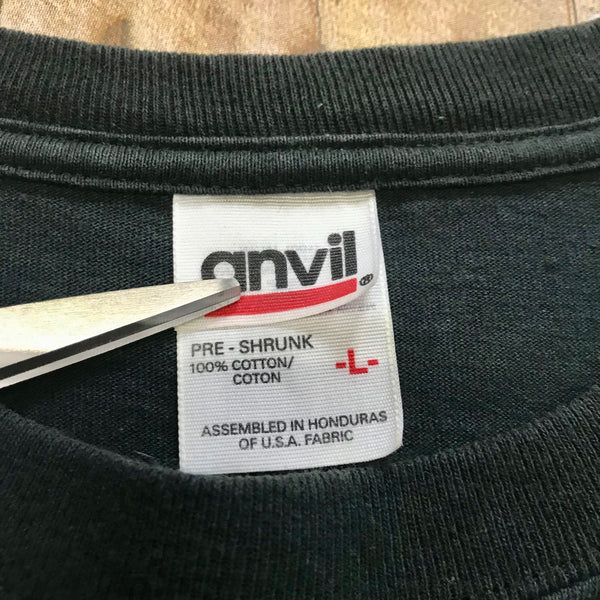 anvil®
PRE - SHRUNK
100% COTTON/
COTON
-L-
ASSEMBLED IN HONDURAS
OF U.S.A. FABRIC